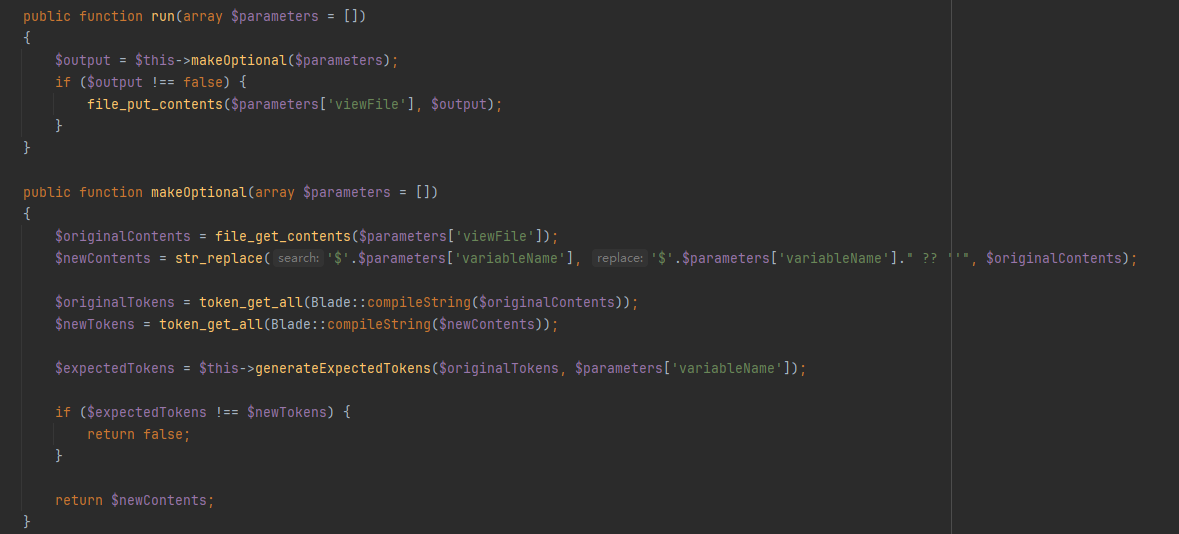 public function run(array $parameters = [])
{
    $output = $this->makeOptional($parameters);
    if ($output !== false) {
        file_put_contents($parameters['viewFile'], $output);
    }
}

public function makeOptional(array $parameters = [])
{
    $originalContents = file_get_contents($parameters['viewFile']);
    $newContents = str_replace( search: '$'.$parameters['variableName'], replace: '$'.$parameters['variableName']." ?? ''", $originalContents);

    $originalTokens = token_get_all(Blade::compileString($originalContents));
    $newTokens = token_get_all(Blade::compileString($newContents));

    $expectedTokens = $this->generateExpectedTokens($originalTokens, $parameters['variableName']);

    if ($expectedTokens !== $newTokens) {
        return false;
    }

    return $newContents;
}